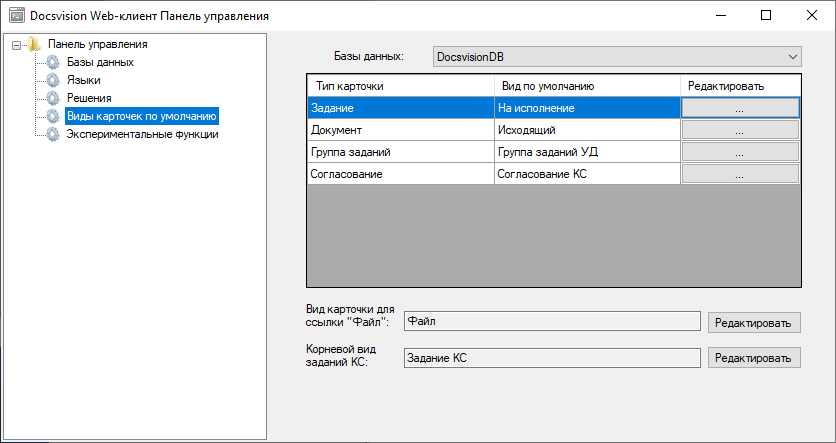 Docsvision Web-клиент Панель управления
Панель управления
Базы данных
Языки
Решения
Виды карточек по умолчанию
Экспериментальные функции
Базы данных: DocsvisionDB
Тип карточки Вид по умолчанию Редактировать
Задание На исполнение ...
Документ Исходящий ...
Группа заданий Группа заданий УД ...
Согласование Согласование КС ...
Вид карточки для
ссылки "Файл": Файл Редактировать
Корневой вид
заданий КС: Задание КС Редактировать